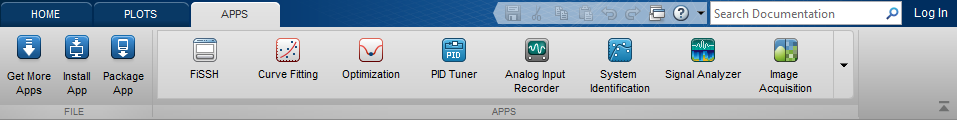 HOME PLOTS APPS
Search Documentation Log In
Get More Apps
Install App
Package App
FiSSH
Curve Fitting
Optimization
PID
PID Tuner
Analog Input Recorder
System Identification
Signal Analyzer
Image Acquisition
FILE APPS